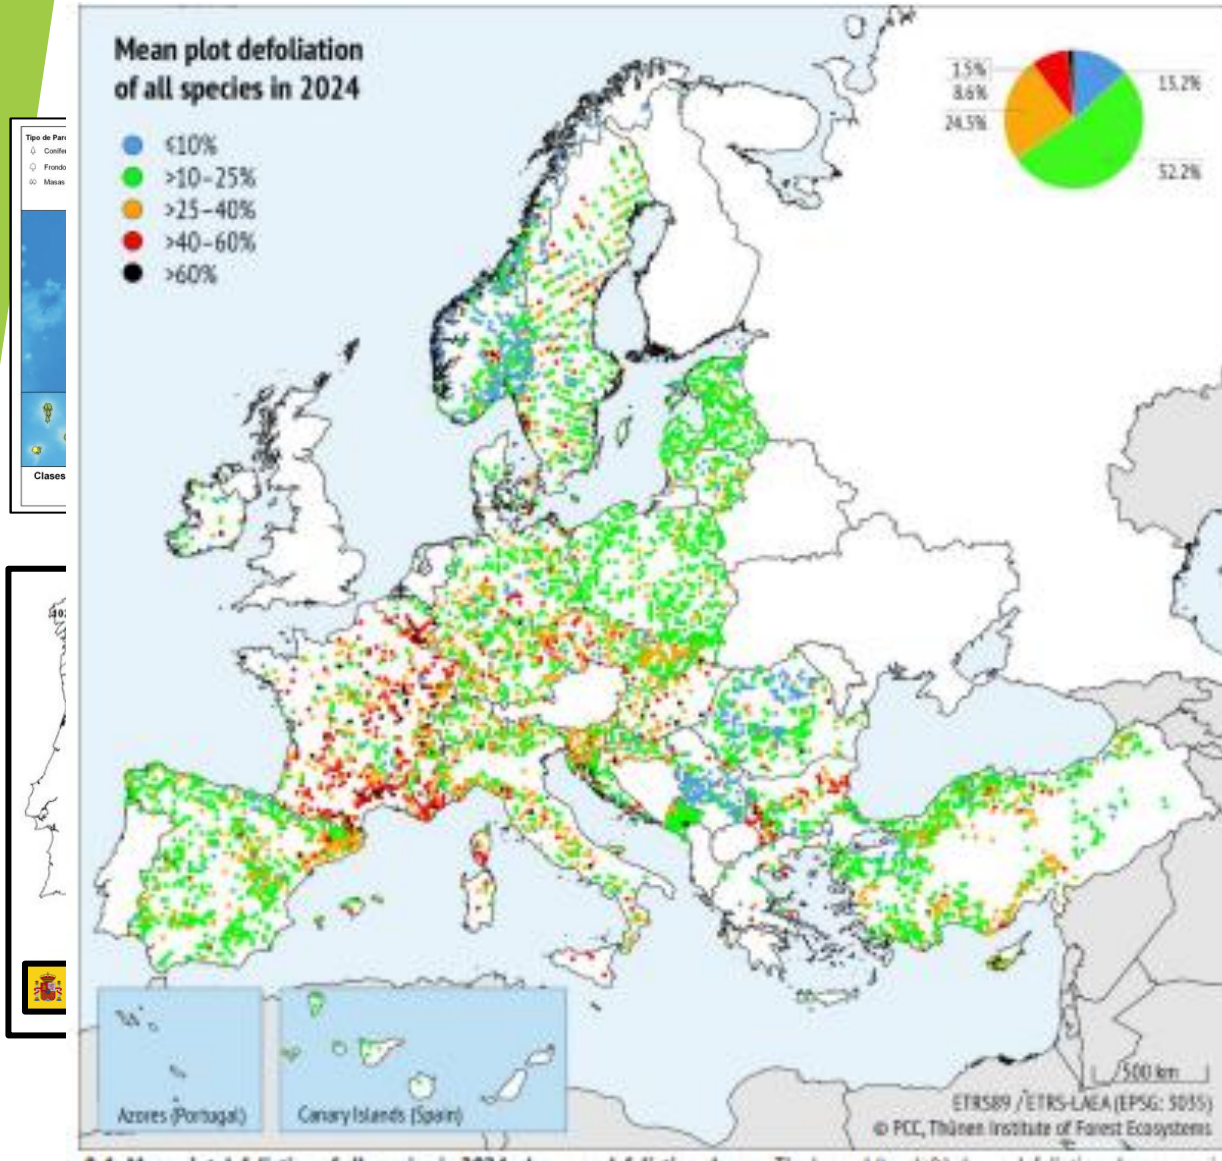 Mean plot defoliation
of all species in 2024
≤10%
>10–25%
>25–40%
>40–60%
>60%
1.5%
8.6%
24.5%
13.2%
52.2%
Tipo de
Clases
Azores (Portugal)
Canary Islands (Spain)
500 km
ETRS89 / ETRS-LAEA (EPSG: 3035)
© PCC, Thünen Institute of Forest Ecosystems